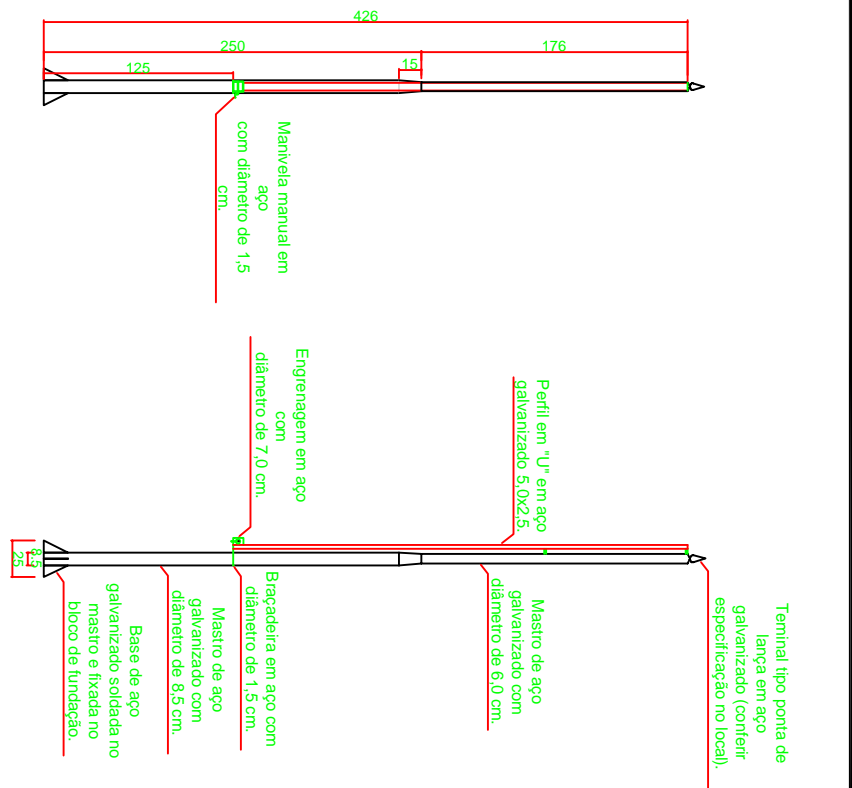 426
250
176
125
15
Manivela manual em
aço
com diâmetro de 1,5
cm.
Engrenagem em aço
com
diâmetro de 7,0 cm.
Perfil em "U" em aço
galvanizado 5,0x2,5.
8,5
25
Teminal tipo ponta de
lança em aço
galvanizado (conferir
especificação no local).
Mastro de aço
galvanizado com
diâmetro de 6,0 cm.
Braçadeira em aço com
diâmetro de 1,5 cm.
Mastro de aço
galvanizado com
diâmetro de 8,5 cm.
Base de aço
galvanizado soldada no
mastro e fixada no
bloco de fundação.